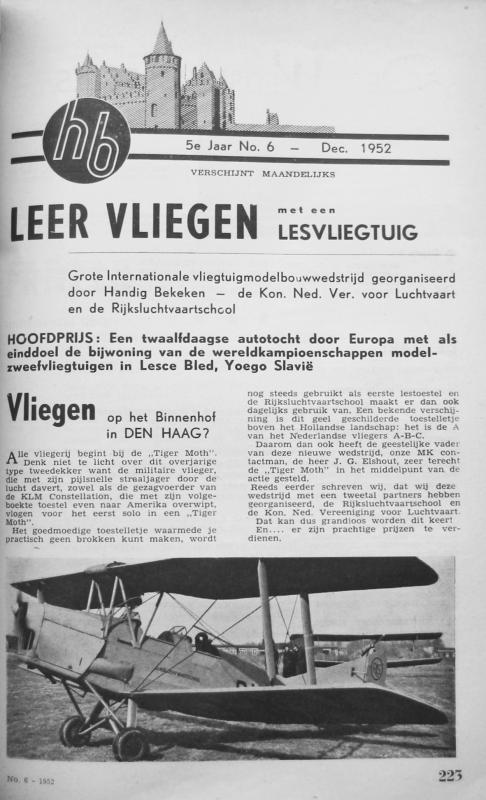 hb
5e Jaar No. 6 – Dec. 1952
VERSCHIJNT MAANDELIJKS
LEER VLIEGEN met een LESVLIEGTUIG
Grote Internationale vliegtuigmodelbouwwedstrijd georganiseerd
door Handig Bekeken – de Kon. Ned. Ver. voor Luchtvaart
en de Rijksluchtvaartschool
HOOFDPRIJS: Een twaalfdaagse autotocht door Europa met als
einddoel de bijwoning van de wereldkampioenschappen model-
zweefvliegtuigen in Lesce Bled, Yoego Slavië
Vliegen op het Binnenhof
in DEN HAAG?
Alle vliegerij begint bij de „Tiger Moth".
Denk niet te licht over dit overjarige
type tweedekker want de militaire vlieger,
die met zijn pijlsnelle straaljager door de
lucht davert, zowel als de gezagvoerder van
de KLM Constellation, die met zijn volge-
boekte toestel even naar Amerika overwipt,
vlogen voor het eerst solo in een „Tiger
Moth".
Het goedmoedige toestelletje waarmede je
practisch geen brokken kunt maken, wordt
nog steeds gebruikt als eerste lestoestel en
de Rijksluchtvaartschool maakt er dan ook
dagelijks gebruik van. Een bekende verschij-
ning is dit geel geschilderde toestelletje
boven het Hollandse landschap: het is de A
van het Nederlandse vliegers A-B-C.
Daarom dan ook heeft de geestelijke vader
van deze nieuwe wedstrijd, onze MK con-
tactman, de heer J. G. Elshout, zeer terecht
de „Tiger Moth" in het middelpunt van de
actie gesteld.
Reeds eerder schreven wij, dat wij deze
wedstrijd met een tweetal partners hebben
georganiseerd, de Rijksluchtvaartschool en
de Kon. Ned. Vereeniging voor Luchtvaart.
Dat kan dus grandioos worden dit keer!
En.... er zijn prachtige prijzen te ver-
dienen.
No. 6 - 1952
223